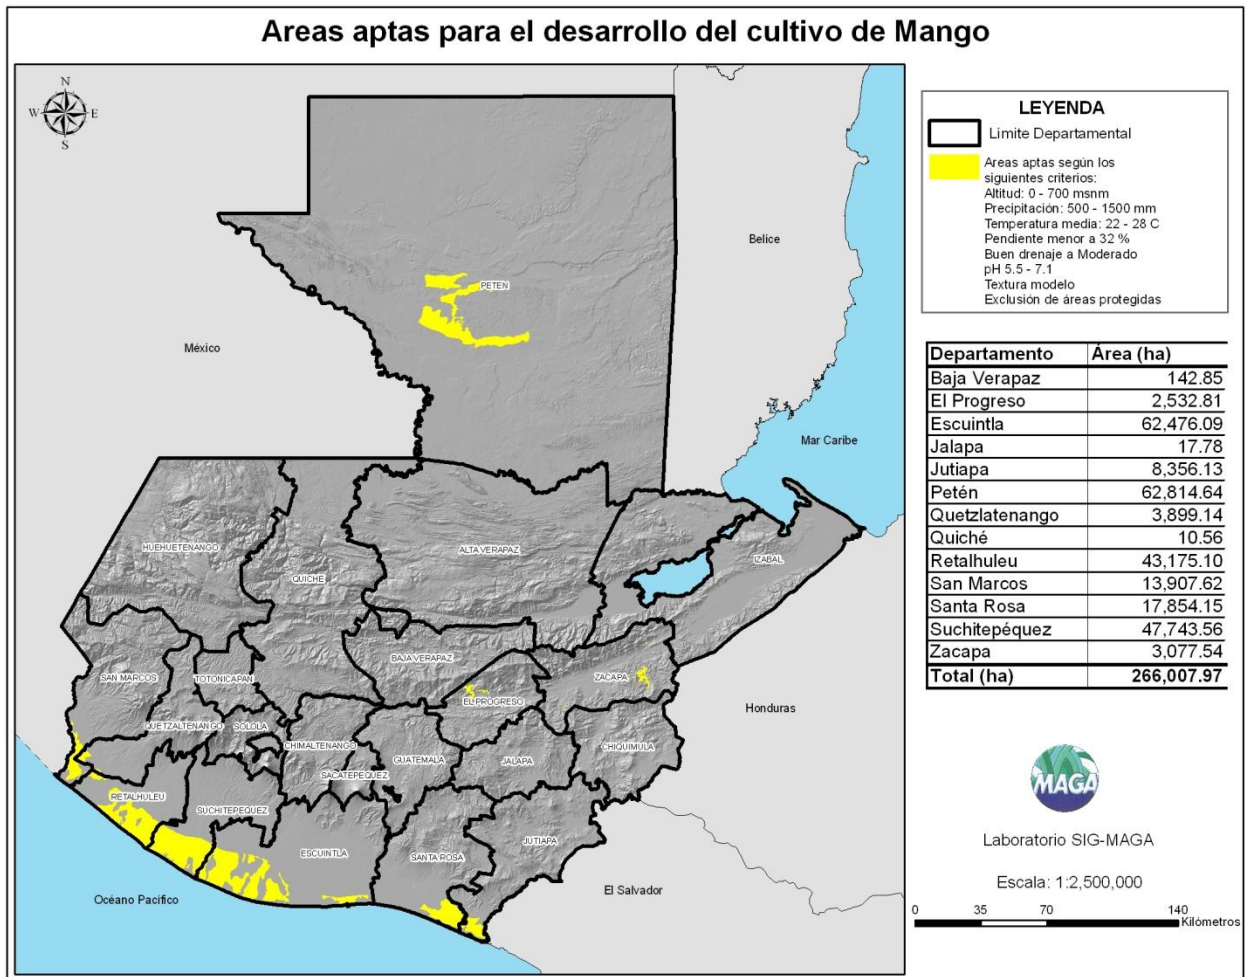 Areas aptas para el desarrollo del cultivo de Mango
N
W E
S
México
Belice
Mar Caribe
Honduras
El Salvador
Océano Pacífico
PETEN
HUEHUETENANGO
QUICHE
ALTA VERAPAZ
IZABAL
BAJA VERAPAZ
ZACAPA
SAN MARCOS
TOTONICAPAN
EL PROGRESO
QUETZALTENANGO
SOLOLA
CHIMALTENANGO
GUATEMALA
JALAPA
CHIQUIMULA
SACATEPEQUEZ
RETALHULEU
SUCHITEPEQUEZ
ESCUINTLA
SANTA ROSA
JUTIAPA
LEYENDA
Limite Departamental
Areas aptas según los
siguientes criterios:
Altitud: 0 - 700 msnm
Precipitación: 500 - 1500 mm
Temperatura media: 22 - 28 C
Pendiente menor a 32 %
Buen drenaje a Moderado
pH 5.5 - 7.1
Textura modelo
Exclusión de áreas protegidas
Departamento Área (ha)
Baja Verapaz 142.85
El Progreso 2,532.81
Escuintla 62,476.09
Jalapa 17.78
Jutiapa 8,356.13
Petén 62,814.64
Quetzlatenango 3,899.14
Quiché 10.56
Retalhuleu 43,175.10
San Marcos 13,907.62
Santa Rosa 17,854.15
Suchitepéquez 47,743.56
Zacapa 3,077.54
Total (ha) 266,007.97
MAGA
Laboratorio SIG-MAGA
Escala: 1:2,500,000
0 35 70 140
Kilómetros